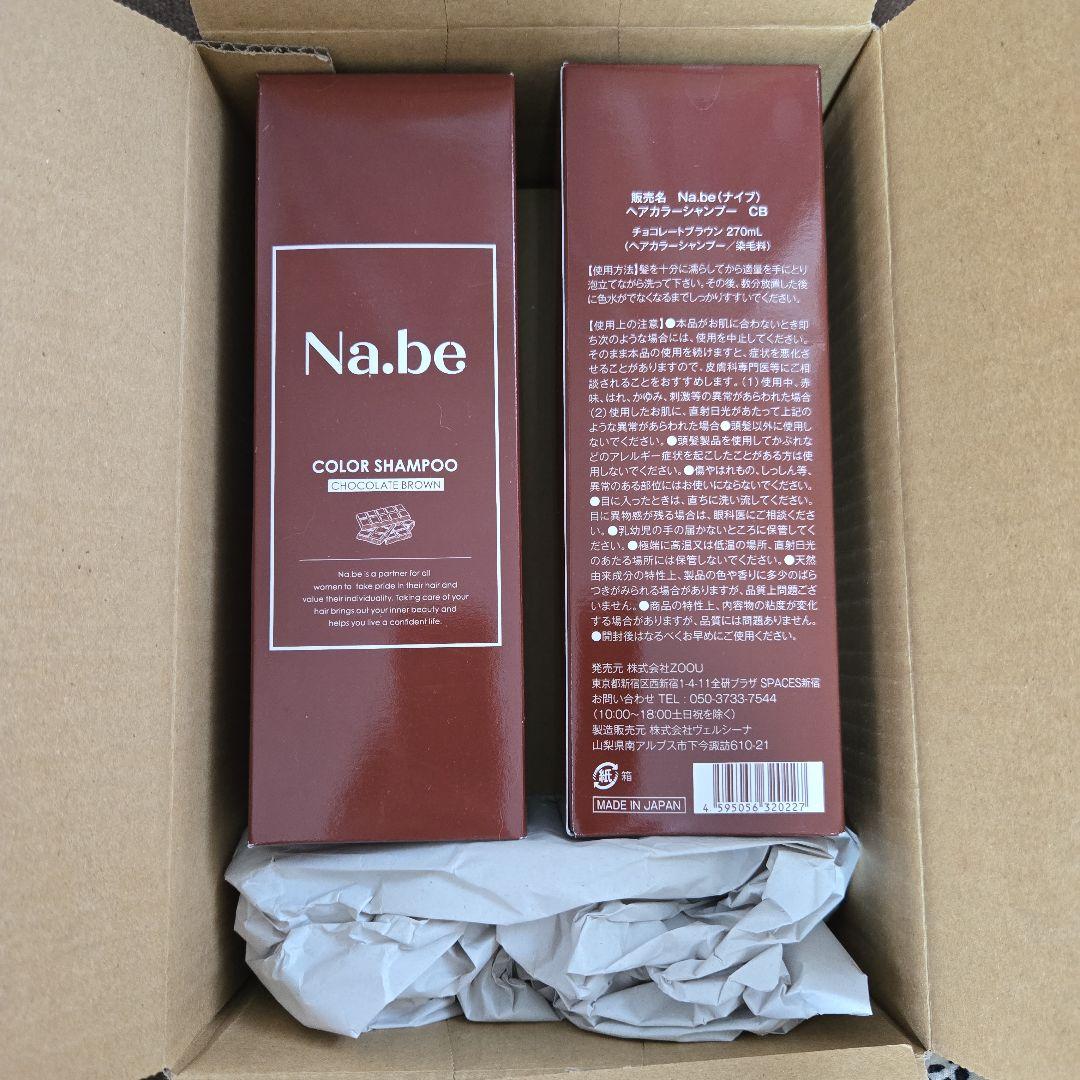 Na.be
COLOR SHAMPOO
CHOCOLATE BROWN
Na.be is a partner for all
women to take pride in their hair and
value their individuality. Taking care of your
hair brings out your inner beauty and
helps you live a confident life.
販売名 Na.be(ナイブ)
ヘアカラーシャンプー CB
チョコレートブラウン 270mL
(ヘアカラーシャンプー/染毛料)
【使用方法】髪を十分に濡らしてから適量を手にとり
泡立てながら洗って下さい。その後、数分放置した後
に色水がでなくなるまでしっかりすすいでください。
【使用上の注意】●本品がお肌に合わないとき即
ち次のような場合には、使用を中止してください。
そのまま本品の使用を続けますと、症状を悪化さ
せることがありますので、皮膚科専門医等にご相
談されることをおすすめします。(1)使用中、赤
味、はれ、かゆみ、刺激等の異常があらわれた場合
(2)使用したお肌に、直射日光があたって上記の
ような異常があらわれた場合●頭髪以外に使用し
ないでください。●頭髪製品を使用してかぶれな
どのアレルギー症状を起こしたことがある方は使
用しないでください。●傷やはれもの、しっしん等、
異常のある部位にはお使いにならないでください。
●目に入ったときは、直ちに洗い流してください。
目に異物感が残る場合は、眼科医にご相談くださ
い。●乳幼児の手の届かないところに保管してく
ださい。●極端に高温又は低温の場所、直射日光
のあたる場所には保管しないでください。●天然
由来成分の特性上、製品の色や香りに多少のばら
つきがみられる場合がありますが、品質上問題ござ
いません。●商品の特性上、内容物の粘度が変化
する場合がありますが、品質には問題ありません。
●開封後はなるべくお早めにご使用ください。
発売元 株式会社ZOOU
東京都新宿区西新宿1-4-11全研プラザ SPACES新宿
お問い合わせ TEL : 050-3733-7544
(10:00~18:00土日祝を除く)
製造販売元 株式会社ヴェルシーナ
山梨県南アルプス市下今諏訪610-21
紙 箱
MADE IN JAPAN
4 595056 320227